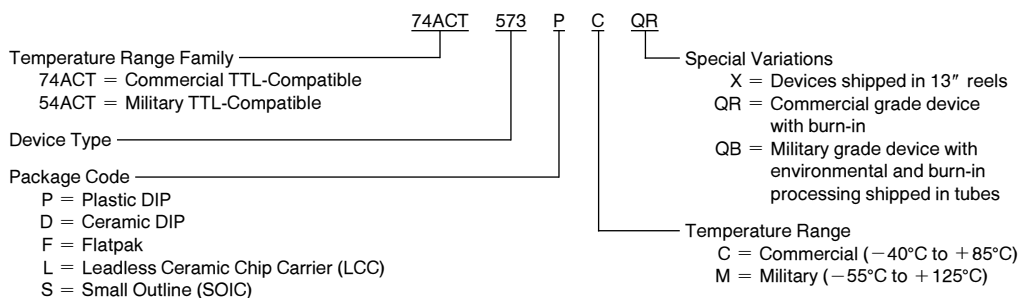 74ACT 573 P C QR
Temperature Range Family
74ACT = Commercial TTL-Compatible
54ACT = Military TTL-Compatible
Device Type
Package Code
P = Plastic DIP
D = Ceramic DIP
F = Flatpak
L = Leadless Ceramic Chip Carrier (LCC)
S = Small Outline (SOIC)
Special Variations
X = Devices shipped in 13″ reels
QR = Commercial grade device
with burn-in
QB = Military grade device with
environmental and burn-in
processing shipped in tubes
Temperature Range
C = Commercial (−40°C to +85°C)
M = Military (−55°C to +125°C)